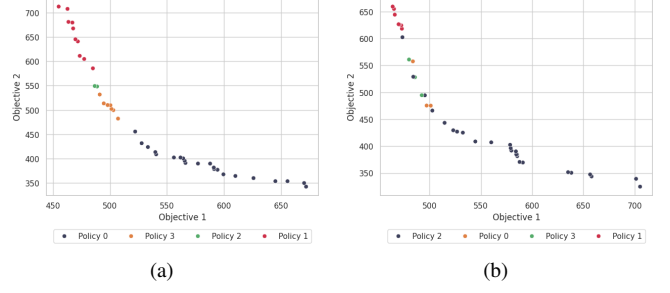 700
650
600
550
500
450
400
350
Objective 2
450
500
550
600
650
Objective 1
Policy 0
Policy 3
Policy 2
Policy 1
(a)
650
600
550
500
450
400
350
Objective 2
500
550
600
650
700
Objective 1
Policy 2
Policy 0
Policy 3
Policy 1
(b)